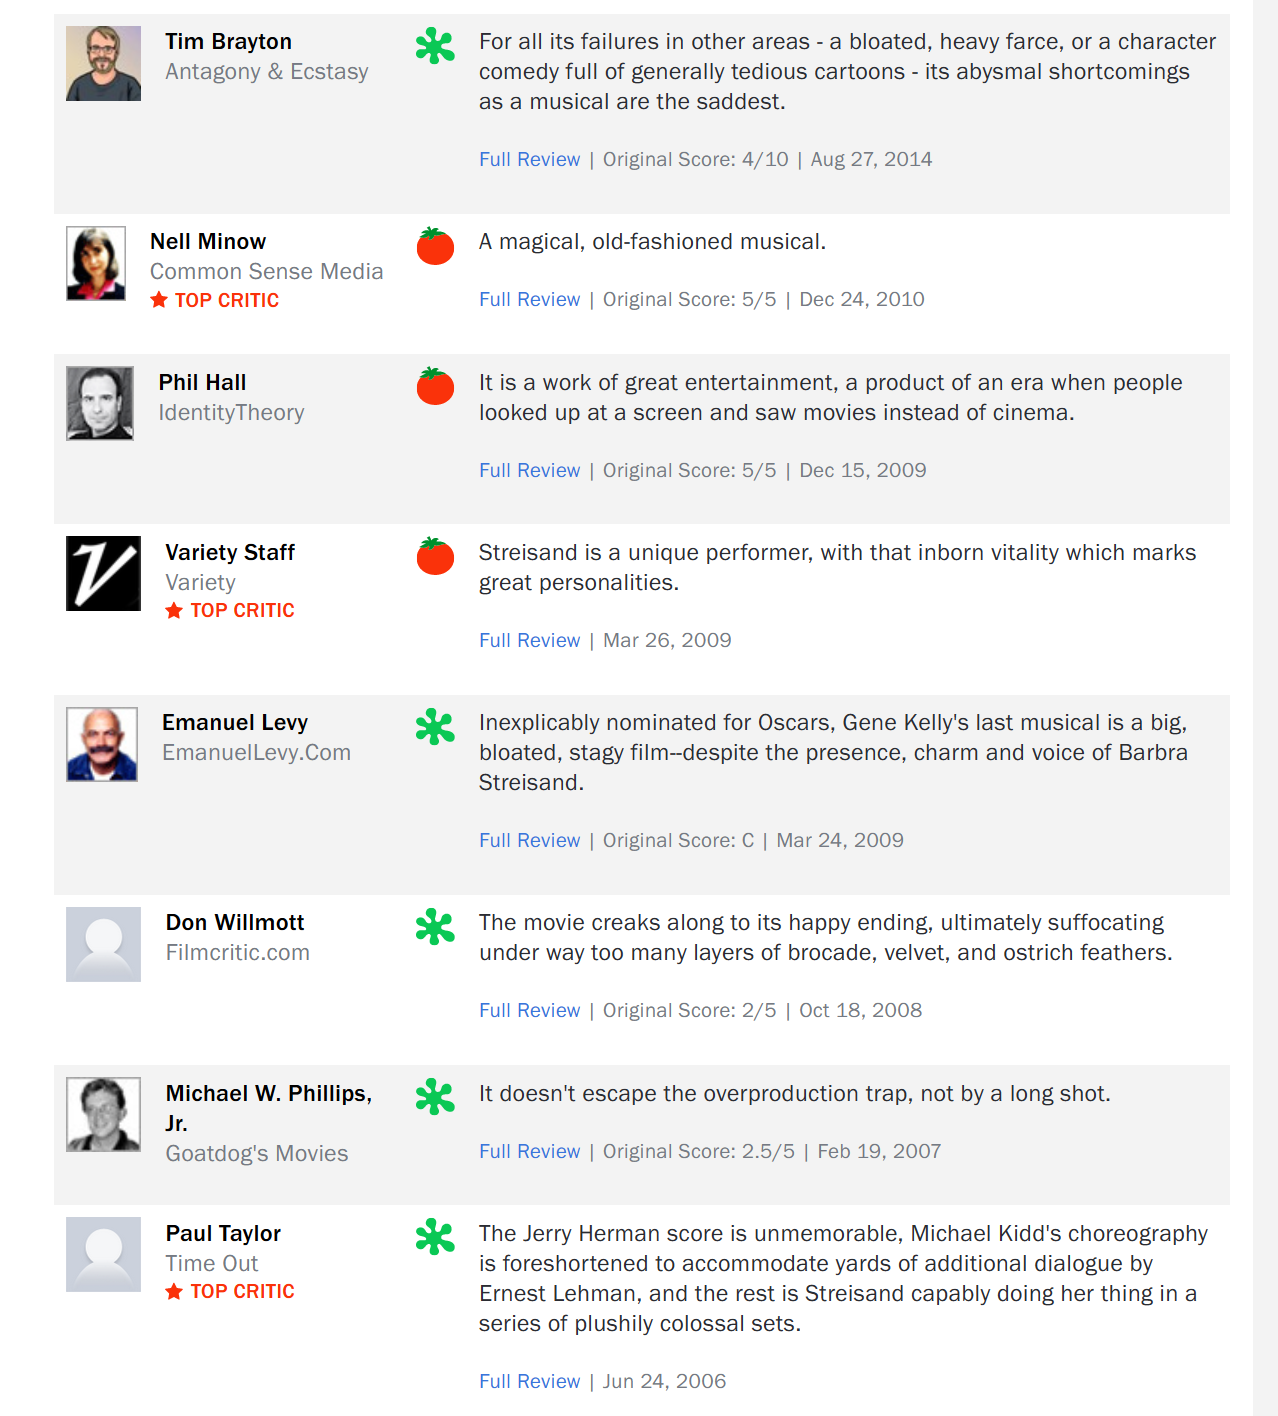 Tim Brayton
Antagony & Ecstasy
For all its failures in other areas - a bloated, heavy farce, or a character
comedy full of generally tedious cartoons - its abysmal shortcomings
as a musical are the saddest.
Full Review | Original Score: 4/10 | Aug 27, 2014
Nell Minow
Common Sense Media
TOP CRITIC
A magical, old-fashioned musical.
Full Review | Original Score: 5/5 | Dec 24, 2010
Phil Hall
IdentityTheory
It is a work of great entertainment, a product of an era when people
looked up at a screen and saw movies instead of cinema.
Full Review | Original Score: 5/5 | Dec 15, 2009
V
Variety Staff
Variety
TOP CRITIC
Streisand is a unique performer, with that inborn vitality which marks
great personalities.
Full Review | Mar 26, 2009
Emanuel Levy
EmanuelLevy.Com
Inexplicably nominated for Oscars, Gene Kelly's last musical is a big,
bloated, stagy film--despite the presence, charm and voice of Barbra
Streisand.
Full Review | Original Score: C | Mar 24, 2009
Don Willmott
Filmcritic.com
The movie creaks along to its happy ending, ultimately suffocating
under way too many layers of brocade, velvet, and ostrich feathers.
Full Review | Original Score: 2/5 | Oct 18, 2008
Michael W. Phillips,
Jr.
Goatdog's Movies
It doesn't escape the overproduction trap, not by a long shot.
Full Review | Original Score: 2.5/5 | Feb 19, 2007
Paul Taylor
Time Out
TOP CRITIC
The Jerry Herman score is unmemorable, Michael Kidd's choreography
is foreshortened to accommodate yards of additional dialogue by
Ernest Lehman, and the rest is Streisand capably doing her thing in a
series of plushily colossal sets.
Full Review | Jun 24, 2006